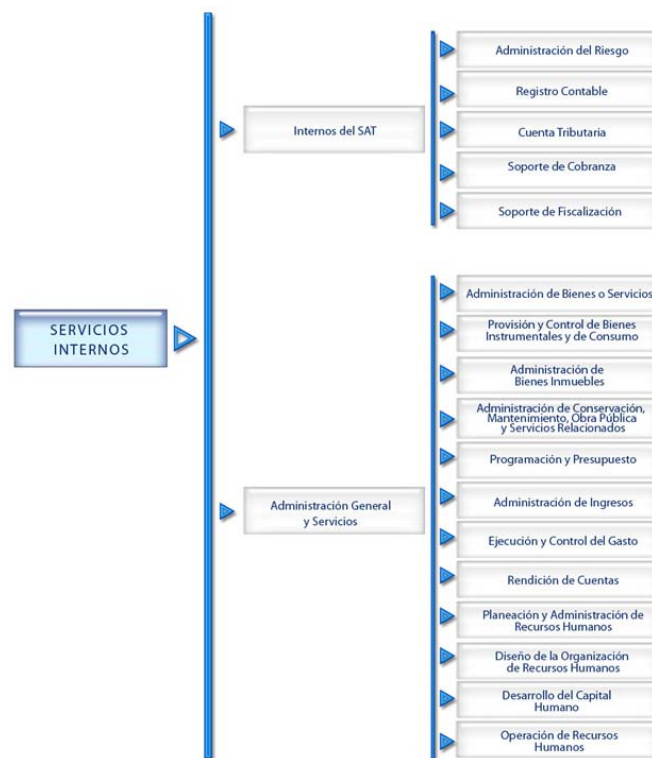 SERVICIOS
INTERNOS
Internos del SAT
Administración del Riesgo
Registro Contable
Cuenta Tributaria
Soporte de Cobranza
Soporte de Fiscalización
Administración General
y Servicios
Administración de Bienes o Servicios
Provisión y Control de Bienes
Instrumentales y de Consumo
Administración de
Bienes Inmuebles
Administración de Conservación,
Mantenimiento, Obra Pública
y Servicios Relacionados
Programación y Presupuesto
Administración de Ingresos
Ejecución y Control del Gasto
Rendición de Cuentas
Planeación y Administración de
Recursos Humanos
Diseño de la Organización
de Recursos Humanos
Desarrollo del Capital
Humano
Operación de Recursos
Humanos